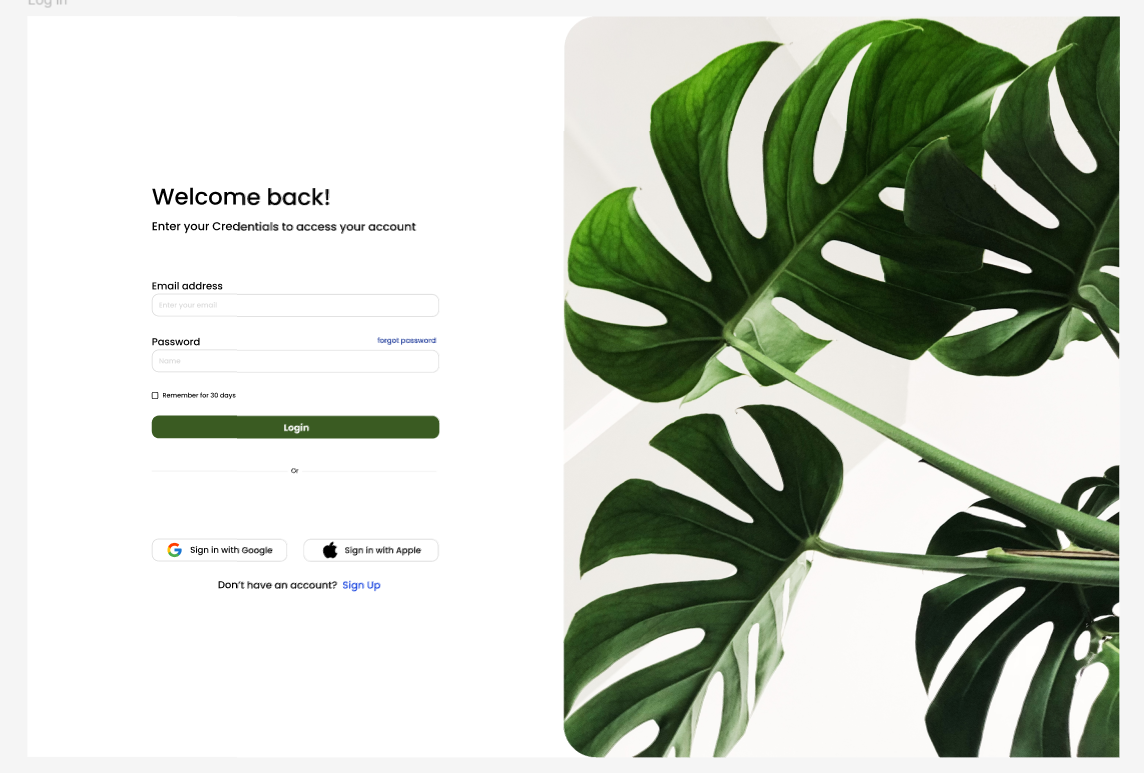 Log in
Welcome back!
Enter your Credentials to access your account
Email address
Enter your email
Password
forgot password
Name
Remember for 30 days
Login
Or
Sign in with Google
Sign in with Apple
Don't have an account? Sign Up